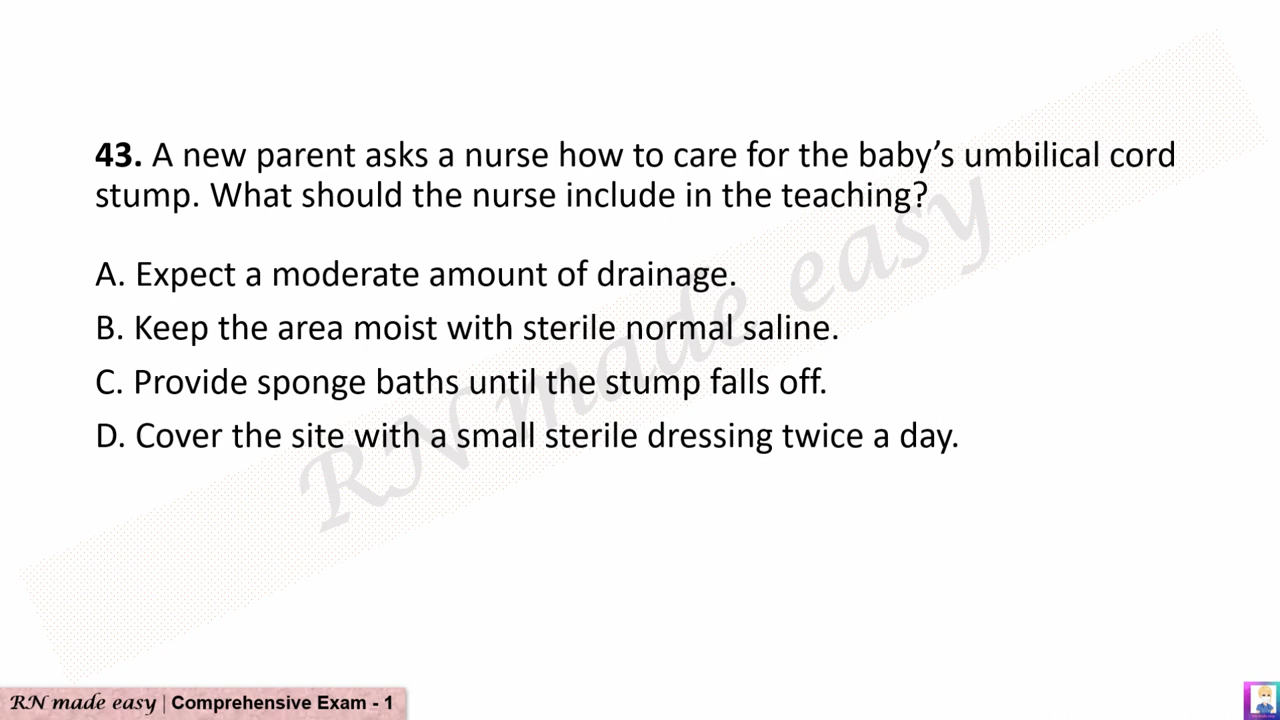 43. A new parent asks a nurse how to care for the baby’s umbilical cord
stump. What should the nurse include in the teaching?
A. Expect a moderate amount of drainage.
B. Keep the area moist with sterile normal saline.
C. Provide sponge baths until the stump falls off.
D. Cover the site with a small sterile dressing twice a day.
RN made easy
RN made easy | Comprehensive Exam - 1